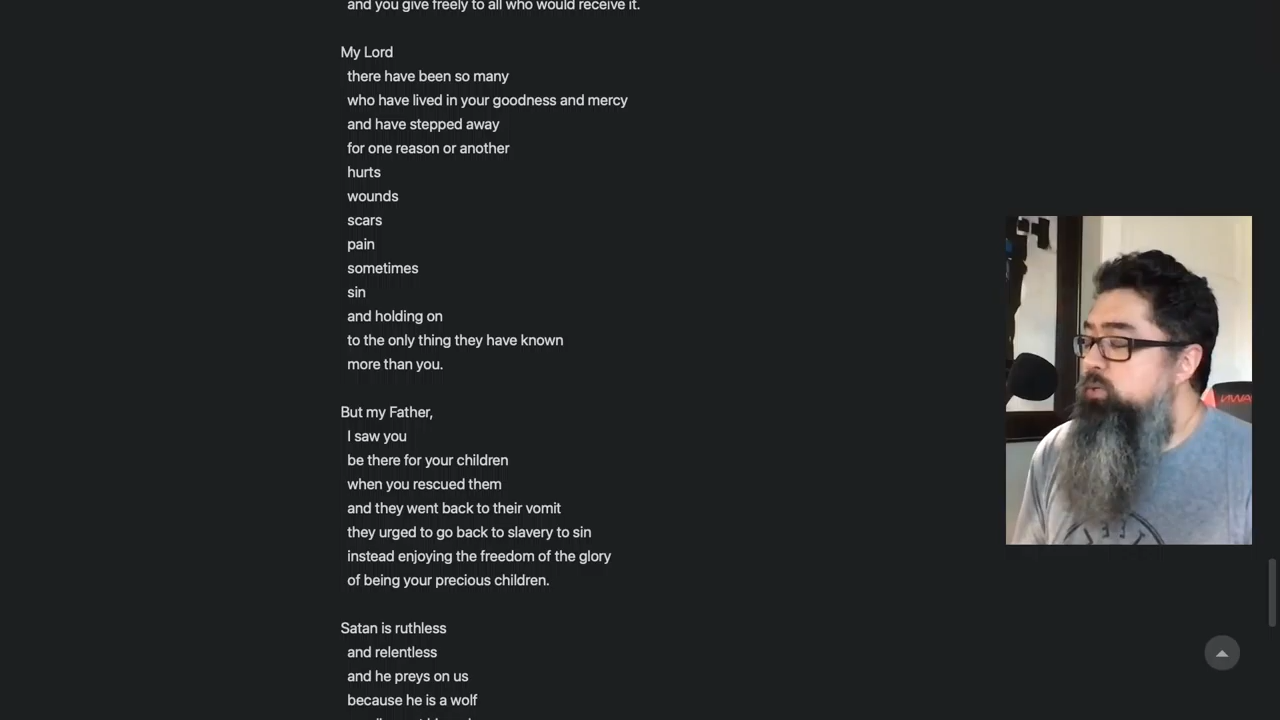 and you give freely to all who would receive it.
My Lord
there have been so many
who have lived in your goodness and mercy
and have stepped away
for one reason or another
hurts
wounds
scars
pain
sometimes
sin
and holding on
to the only thing they have known
more than you.
But my Father,
I saw you
be there for your children
when you rescued them
and they went back to their vomit
they urged to go back to slavery to sin
instead enjoying the freedom of the glory
of being your precious children.
Satan is ruthless
and relentless
and he preys on us
because he is a wolf